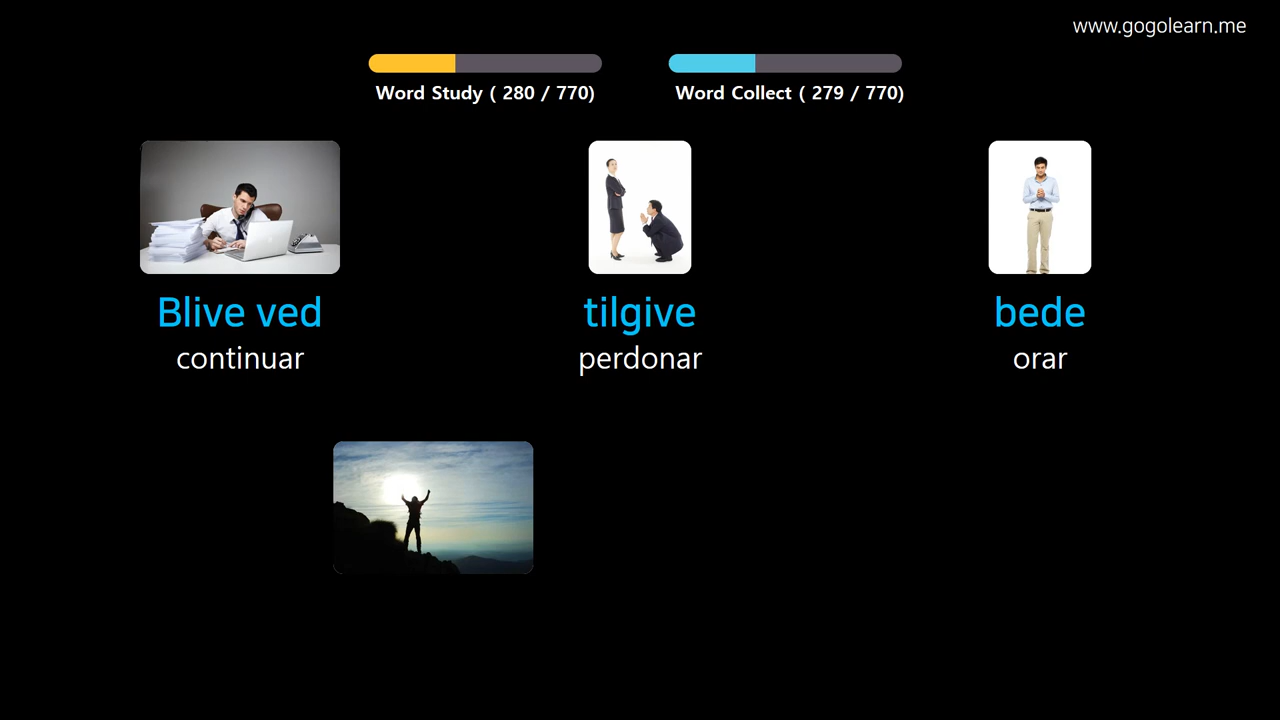 www.gogolearn.me
Word Study ( 280 / 770)
Word Collect ( 279 / 770)
Blive ved
continuar
tilgive
perdonar
bede
orar